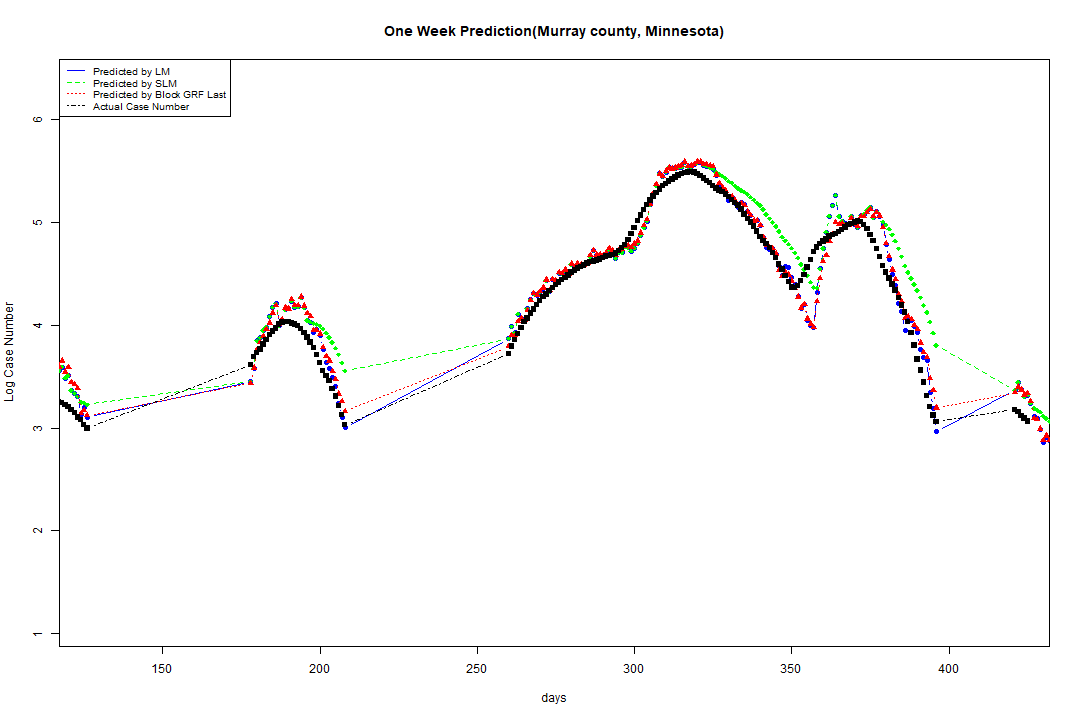 One Week Prediction(Murray county, Minnesota)
Predicted by LM
Predicted by SLM
Predicted by Block GRF Last
Actual Case Number
Log Case Number
6
5
4
3
2
1
150 200 250 300 350 400
days